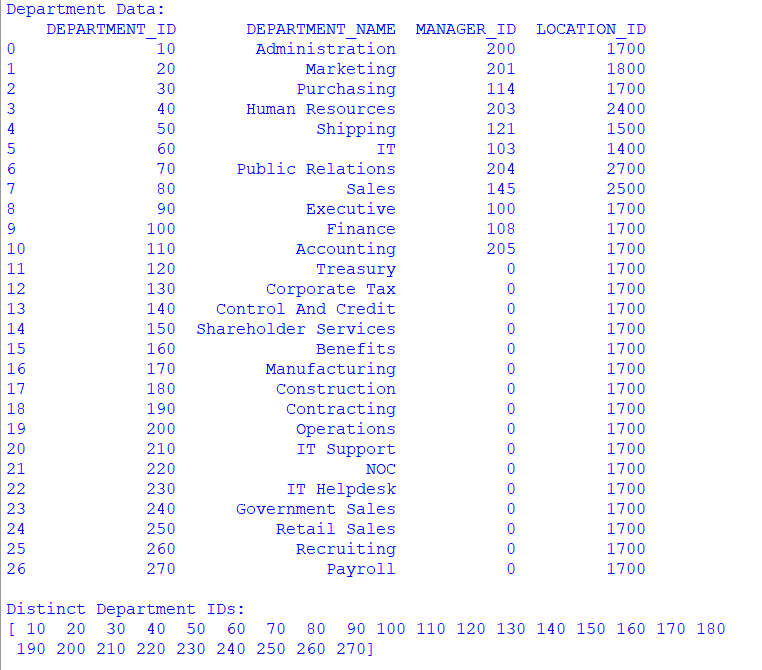 Department Data:
    DEPARTMENT_ID       DEPARTMENT_NAME  MANAGER_ID  LOCATION_ID
0              10        Administration         200         1700
1              20             Marketing         201         1800
2              30            Purchasing         114         1700
3              40       Human Resources         203         2400
4              50              Shipping         121         1500
5              60                    IT         103         1400
6              70      Public Relations         204         2700
7              80                 Sales         145         2500
8              90             Executive         100         1700
9             100               Finance         108         1700
10            110            Accounting         205         1700
11            120              Treasury           0         1700
12            130         Corporate Tax           0         1700
13            140    Control And Credit           0         1700
14            150  Shareholder Services           0         1700
15            160              Benefits           0         1700
16            170         Manufacturing           0         1700
17            180          Construction           0         1700
18            190           Contracting           0         1700
19            200            Operations           0         1700
20            210            IT Support           0         1700
21            220                   NOC           0         1700
22            230           IT Helpdesk           0         1700
23            240      Government Sales           0         1700
24            250          Retail Sales           0         1700
25            260            Recruiting           0         1700
26            270               Payroll           0         1700

Distinct Department IDs:
[ 10  20  30  40  50  60  70  80  90 100 110 120 130 140 150 160 170 180
 190 200 210 220 230 240 250 260 270]